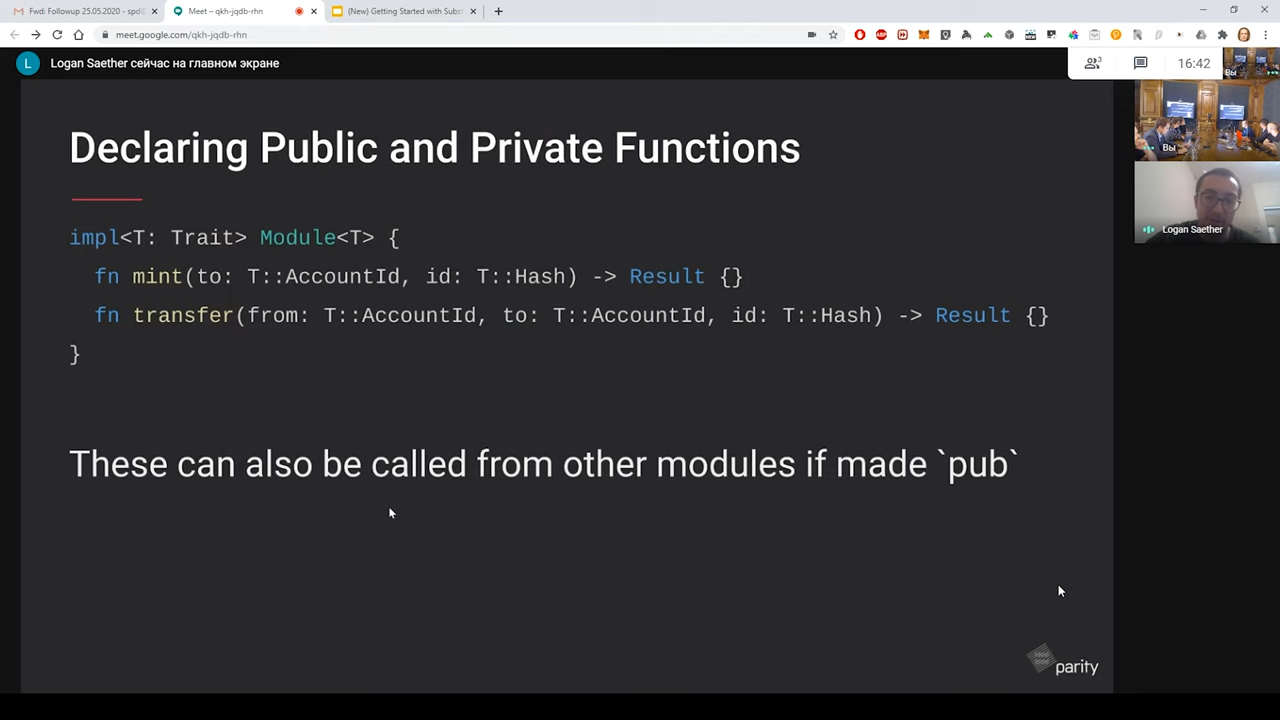 Fwd: Followup 25.05.2020 - spd@
Meet – qkh-jqdb-rhn
(New) Getting Started with Subst
meet.google.com/qkh-jqdb-rhn
L
Logan Saether сейчас на главном экране
3
16:42
Вы
Вы
Logan Saether
Declaring Public and Private Functions
impl<T: Trait> Module<T> {
fn mint(to: T::AccountId, id: T::Hash) -> Result {}
fn transfer(from: T::AccountId, to: T::AccountId, id: T::Hash) -> Result {}
}
These can also be called from other modules if made `pub`
parity